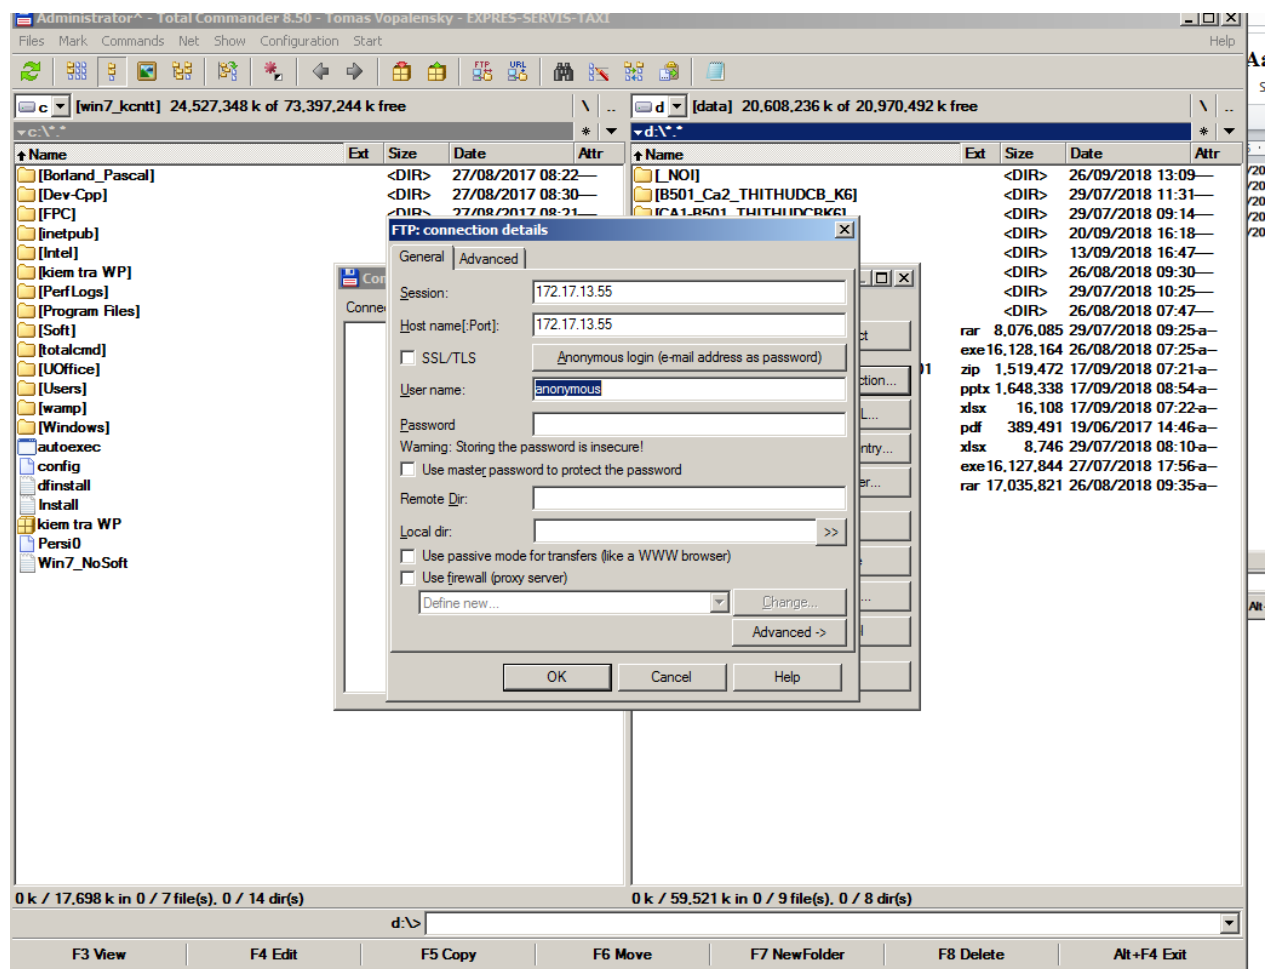 Administrator^ - Total Commander 8.50 - Tomas Vopalensky - EXPRES-SERVIS-TAXI
Files Mark Commands Net Show Configuration Start Help
FTP URL
c [win7_kcntt] 24,527,348 k of 73,397,244 k free \ ..
c:\*.* * 
Name Ext Size Date Attr
[Borland_Pascal] <DIR> 27/08/2017 08:22----
[Dev-Cpp] <DIR> 27/08/2017 08:30----
[FPC] <DIR> 27/08/2017 08:21----
[inetpub]
[Intel]
[kiem tra WP]
[PerfLogs]
[Program Files]
[Soft]
[totalcmd]
[UOffice]
[Users]
[wamp]
[Windows]
autoexec
config
dfinstall
Install
kiem tra WP
Persi0
Win7_NoSoft
0 k / 17,698 k in 0 / 7 file(s), 0 / 14 dir(s)
d [data] 20,608,236 k of 20,970,492 k free \ ..
d:\*.* *
Name Ext Size Date Attr
[_NOI] <DIR> 26/09/2018 13:09----
[B501_Ca2_THITHUDCB_K6] <DIR> 29/07/2018 11:31----
[CA1-B501_THITHUDCBK6] <DIR> 29/07/2018 09:14----
<DIR> 20/09/2018 16:18----
<DIR> 13/09/2018 16:47----
<DIR> 26/08/2018 09:30----
<DIR> 29/07/2018 10:25----
<DIR> 26/08/2018 07:47----
rar 8,076,085 29/07/2018 09:25-a--
exe 16,128,164 26/08/2018 07:25-a--
01 zip 1,519,472 17/09/2018 07:21-a--
pptx 1,648,338 17/09/2018 08:54-a--
xlsx 16,108 17/09/2018 07:22-a--
pdf 389,491 19/06/2017 14:46-a--
xlsx 8,746 29/07/2018 08:10-a--
exe 16,127,844 27/07/2018 17:56-a--
rar 17,035,821 26/08/2018 09:35-a--
0 k / 59,521 k in 0 / 9 file(s), 0 / 8 dir(s)
FTP: connection details
General Advanced
Session: 172.17.13.55
Host name[:Port]: 172.17.13.55
SSL/TLS Anonymous login (e-mail address as password)
User name: anonymous
Password
Warning: Storing the password is insecure!
Use master password to protect the password
Remote Dir:
Local dir: >>
Use passive mode for transfers (like a WWW browser)
Use firewall (proxy server)
Define new... Change...
Advanced ->
OK Cancel Help
d:\>
F3 View F4 Edit F5 Copy F6 Move F7 NewFolder F8 Delete Alt+F4 Exit